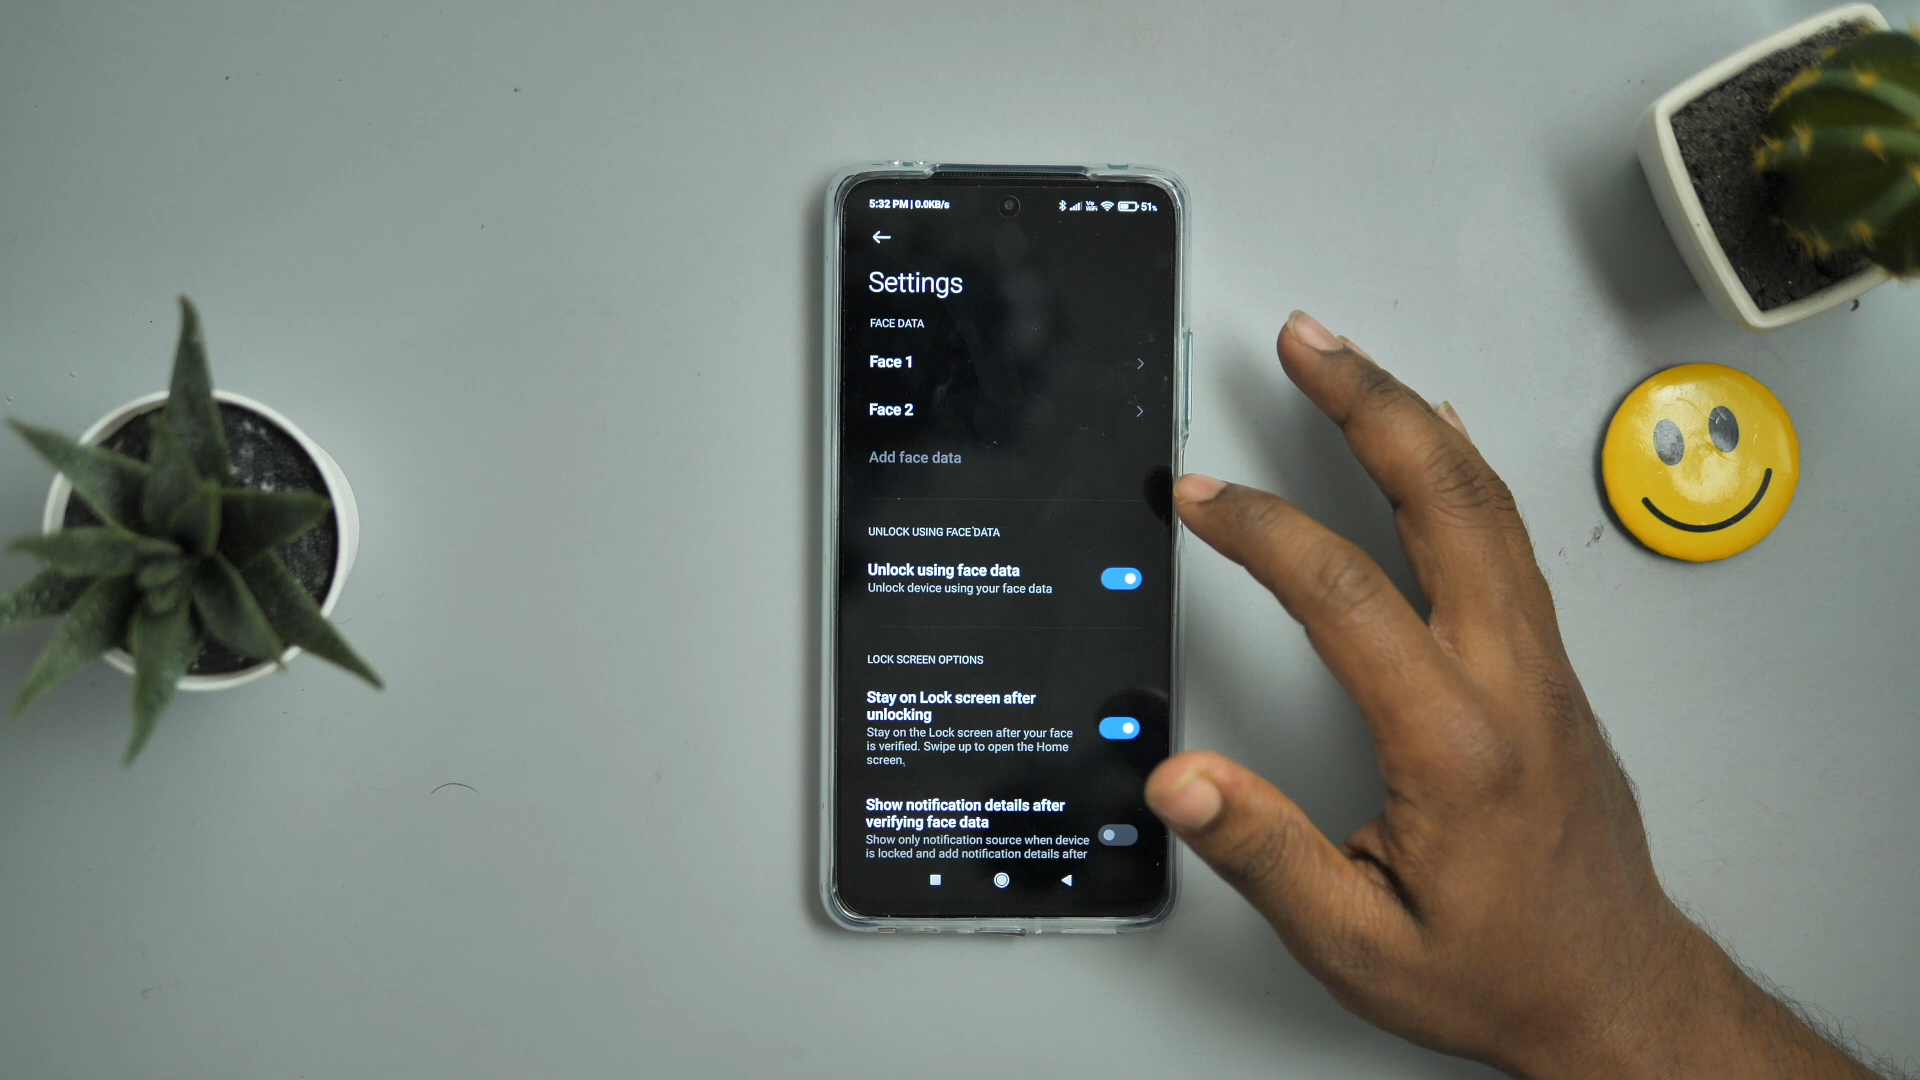 5:32 PM | 0.0KB/s
Vo
WiFi
51%
Settings
FACE DATA
Face 1
Face 2
Add face data
UNLOCK USING FACE DATA
Unlock using face data
Unlock device using your face data
LOCK SCREEN OPTIONS
Stay on Lock screen after
unlocking
Stay on the Lock screen after your face
is verified. Swipe up to open the Home
screen.
Show notification details after
verifying face data
Show only notification source when device
is locked and add notification details after